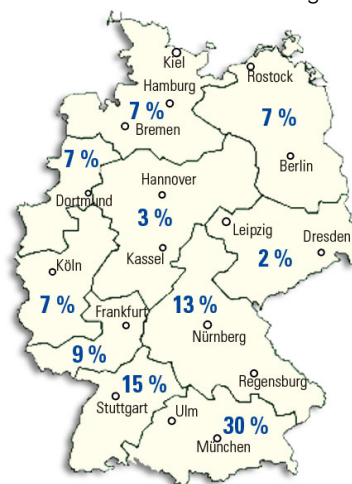 Kiel
Rostock
Hamburg
7 %
Bremen
7 %
Berlin
7 %
Dortmund
Hannover
3 %
Kassel
Leipzig
Dresden
2 %
Köln
7 %
Frankfurt
9 %
13 %
Nürnberg
Regensburg
15 %
Stuttgart
Ulm
30 %
München